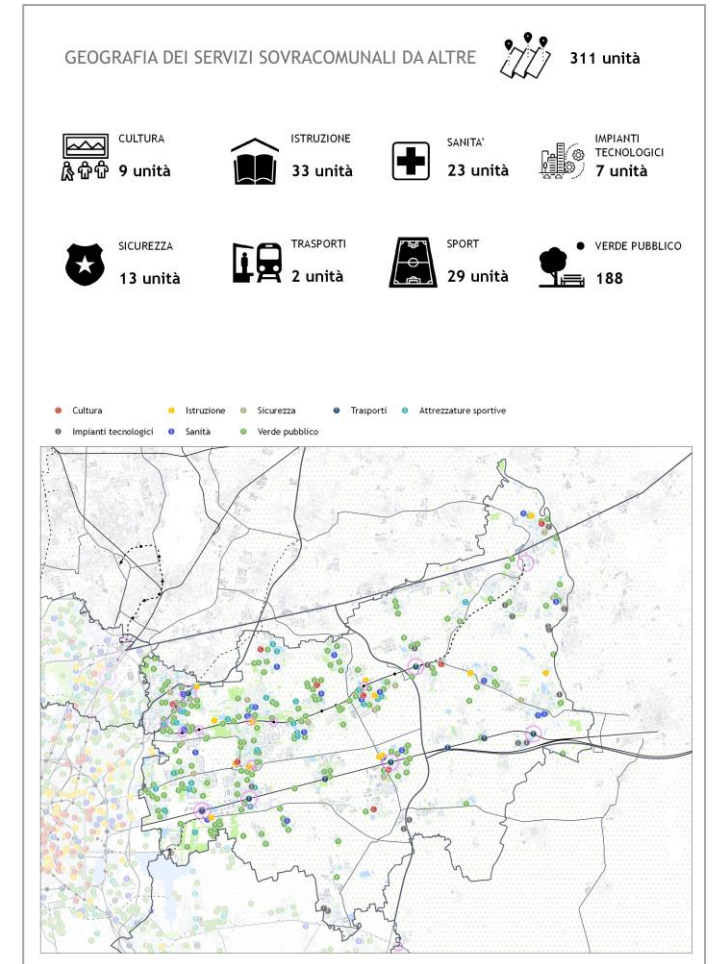 GEOGRAFIA DEI SERVIZI SOVRACOMUNALI DA ALTRE
311 unità
CULTURA
9 unità
ISTRUZIONE
33 unità
SANITA'
23 unità
IMPIANTI
TECNOLOGICI
7 unità
SICUREZZA
13 unità
TRASPORTI
2 unità
SPORT
29 unità
• VERDE PUBBLICO
188
Cultura
Istruzione
Sicurezza
Trasporti
Attrezzature sportive
Impianti tecnologici
Sanità
Verde pubblico